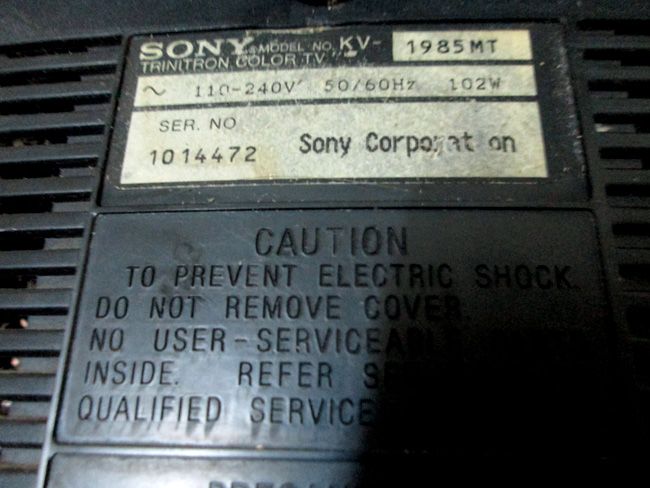 SONY MODEL NO. KV- 1985MT
TRINITRON COLOR TV
~ 110-240V 50/60Hz 102W
SER. NO
1014472 Sony Corporat on
CAUTION
TO PREVENT ELECTRIC SHOCK.
DO NOT REMOVE COVER.
NO USER-SERVICEABLE
INSIDE. REFER
QUALIFIED SERVICE